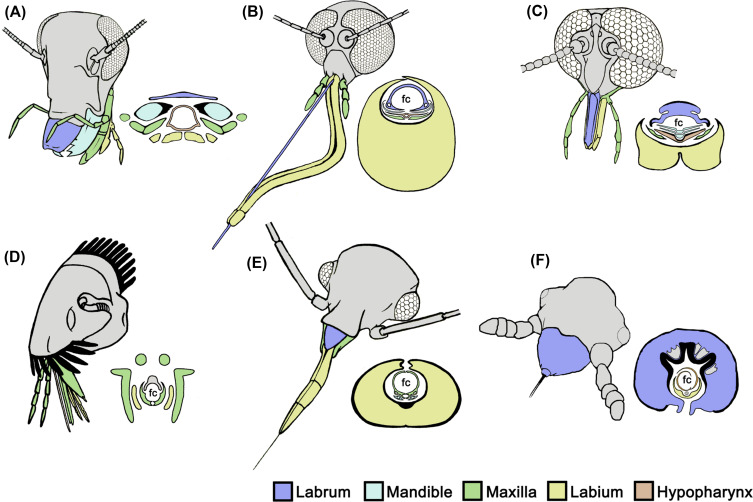 (A)
(B)
(C)
fc
fc
(D)
(E)
(F)
fc
fc
fc
Labrum Mandible Maxilla Labium Hypopharynx